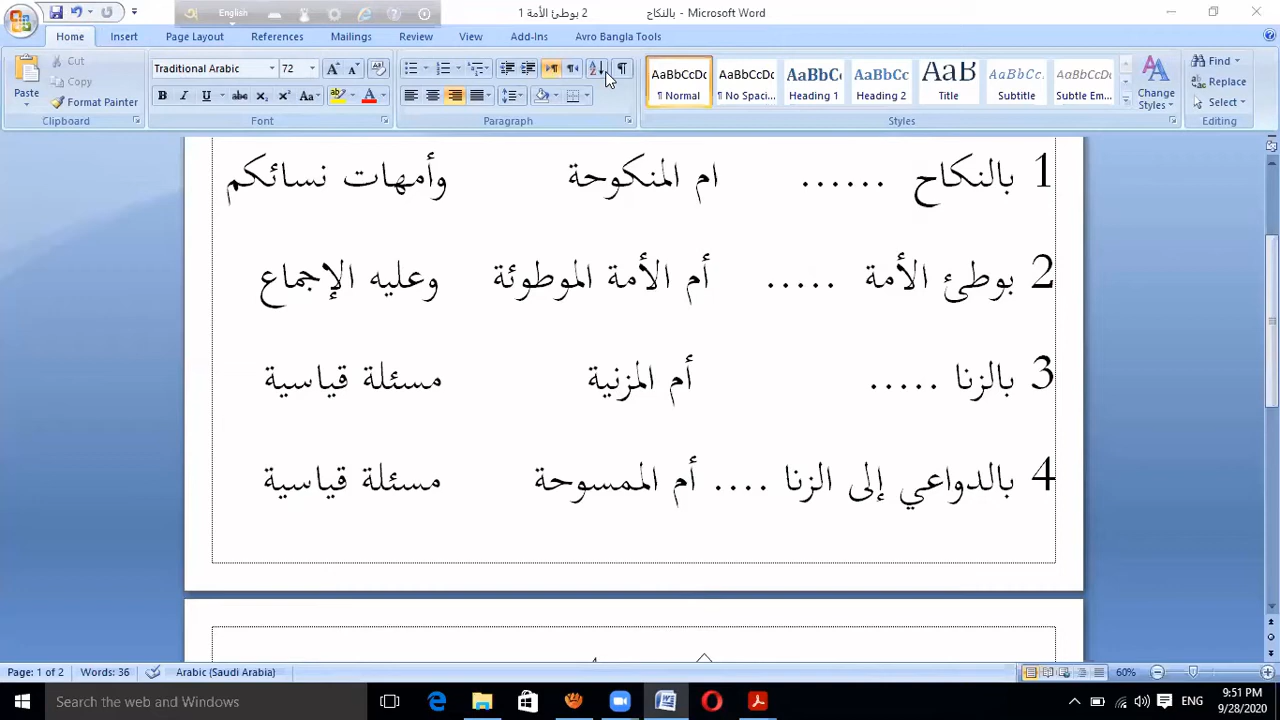 English
2 بوطئ الأمة 1 بالنكاح - Microsoft Word
Home Insert Page Layout References Mailings Review View Add-Ins Avro Bangla Tools
Paste
Cut
Copy
Format Painter
Clipboard
Traditional Arabic 72
Font
Paragraph
AaBbCcDc AaBbCcDc AaBbCc AaBbCc AaB AaBbCc. AaBbCcDc
¶ Normal ¶ No Spaci... Heading 1 Heading 2 Title Subtitle Subtle Em...
Change Styles
Styles
Find
Replace
Select
Editing
1 بالنكاح ...... ام المنكوحة وأمهات نسائكم
2 بوطئ الأمة ..... أم الأمة الموطوئة وعليه الإجماع
3 بالزنا ..... أم المزنية مسئلة قياسية
4 بالدواعي إلى الزنا .... أم الممسوحة مسئلة قياسية
Page: 1 of 2 Words: 36 Arabic (Saudi Arabia) 60%
Search the web and Windows
ENG
9:51 PM
9/28/2020